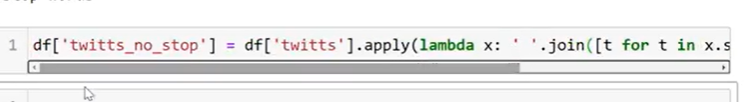 1 df['twitts_no_stop'] = df['twitts'].apply(lambda x: ' '.join([t for t in x.s